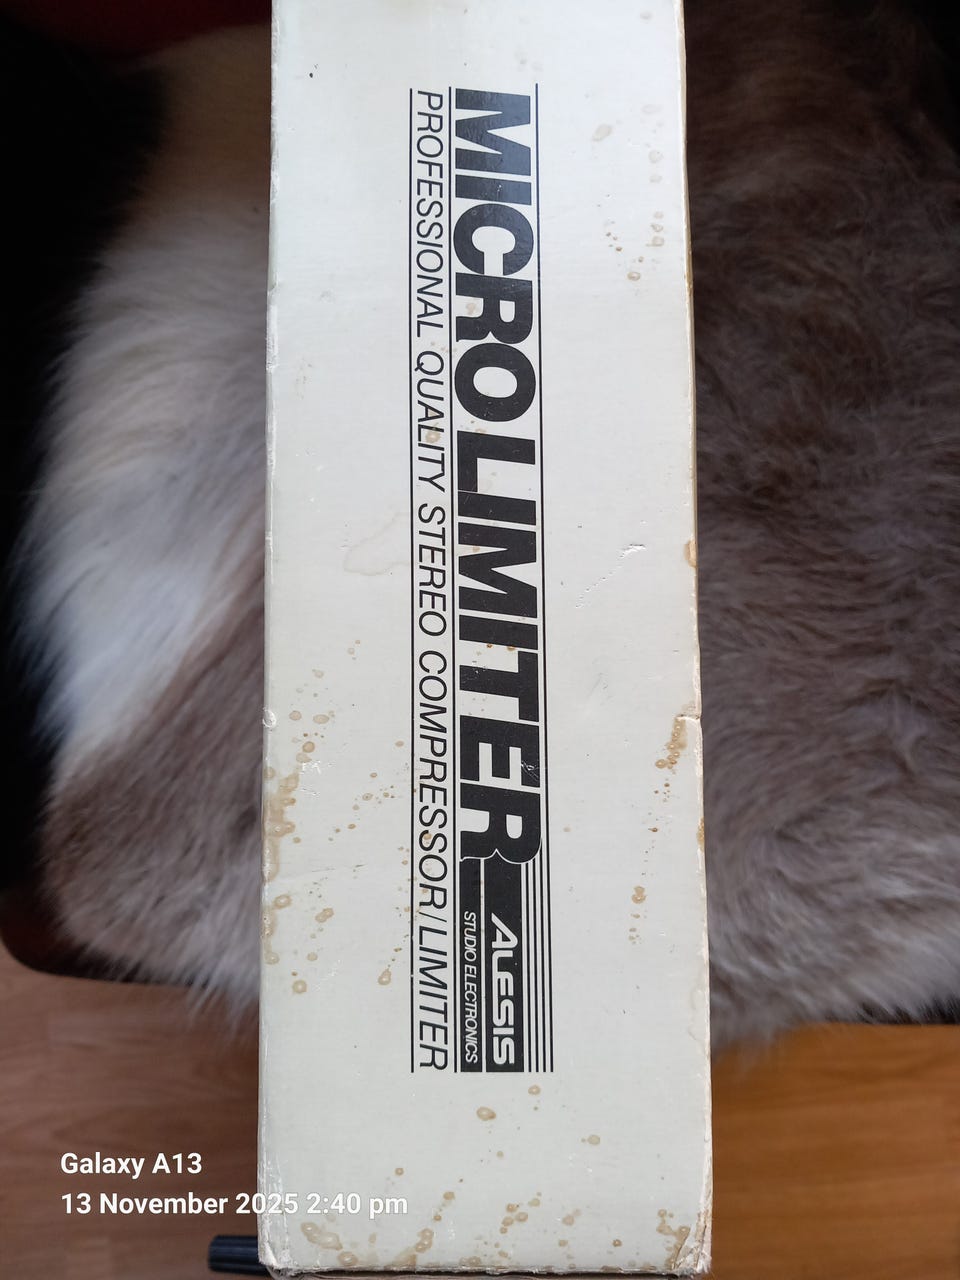 MICRO LIMITER
ALESIS
STUDIO ELECTRONICS
PROFESSIONAL QUALITY STEREO COMPRESSOR/LIMITER
Galaxy A13
13 November 2025 2:40 pm